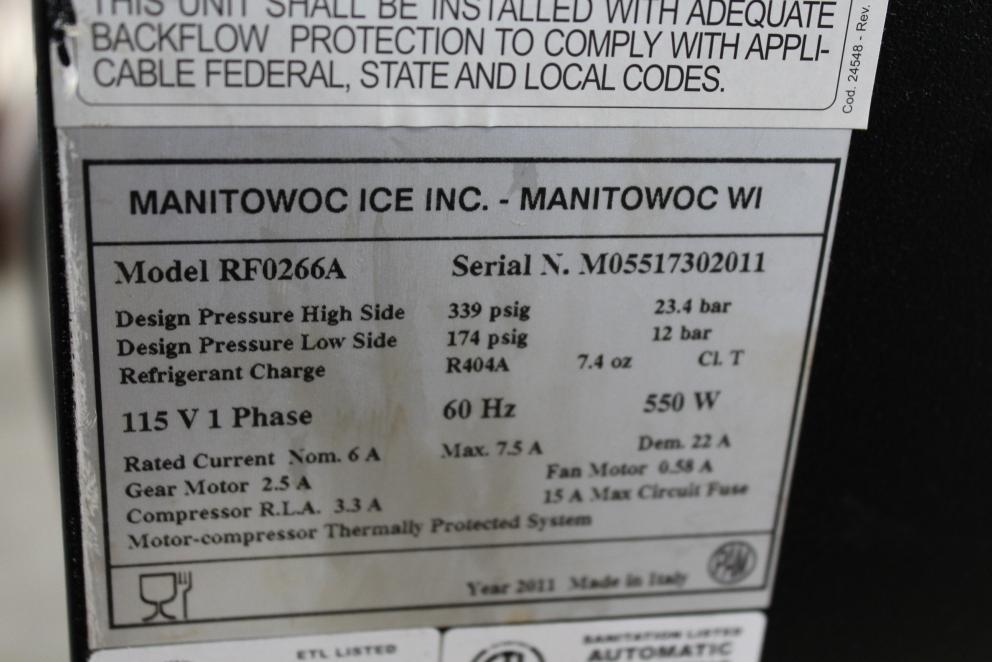 THIS UNIT SHALL BE INSTALLED WITH ADEQUATE
BACKFLOW PROTECTION TO COMPLY WITH APPLI-
CABLE FEDERAL, STATE AND LOCAL CODES.
Cod. 24548 - Rev.
MANITOWOC ICE INC. - MANITOWOC WI
Model RF0266A Serial N. M05517302011
Design Pressure High Side 339 psig 23.4 bar
Design Pressure Low Side 174 psig 12 bar
Refrigerant Charge R404A 7.4 oz Cl. T
115 V 1 Phase 60 Hz 550 W
Rated Current Nom. 6 A Max. 7.5 A Dem. 22 A
Gear Motor 2.5 A Fan Motor 0.58 A
Compressor R.L.A. 3.3 A 15 A Max Circuit Fuse
Motor-compressor Thermally Protected System
Year 2011 Made in Italy
ETL LISTED
SANITATION LISTED
AUTOMATIC